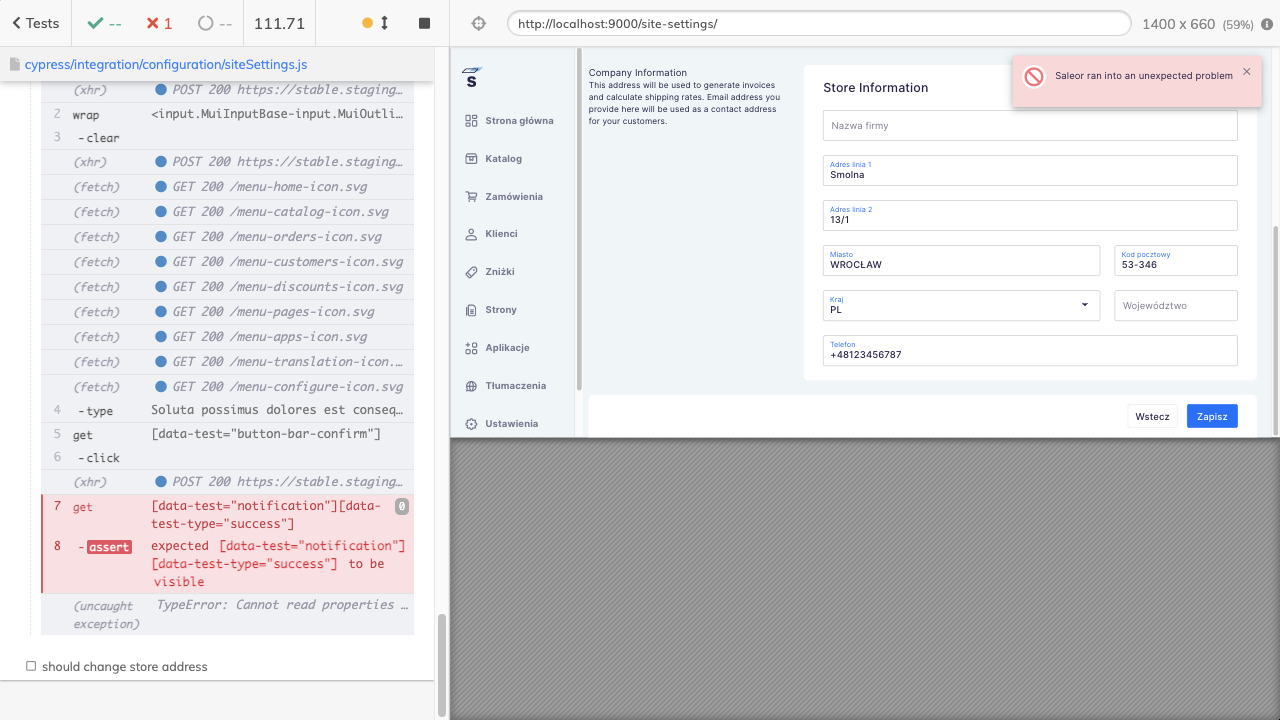 Tests
--
1
--
111.71
http://localhost:9000/site-settings/
1400 x 660 (59%)
cypress/integration/configuration/siteSettings.js
(xhr) POST 200 https://stable.staging…
2 wrap <input.MuiInputBase-input.MuiOutli…
3 -clear
(xhr) POST 200 https://stable.staging…
(fetch) GET 200 /menu-home-icon.svg
(fetch) GET 200 /menu-catalog-icon.svg
(fetch) GET 200 /menu-orders-icon.svg
(fetch) GET 200 /menu-customers-icon.svg
(fetch) GET 200 /menu-discounts-icon.svg
(fetch) GET 200 /menu-pages-icon.svg
(fetch) GET 200 /menu-apps-icon.svg
(fetch) GET 200 /menu-translation-icon.…
(fetch) GET 200 /menu-configure-icon.svg
4 -type Soluta possimus dolores est conseq…
5 get [data-test="button-bar-confirm"]
6 -click
(xhr) POST 200 https://stable.staging…
7 get [data-test="notification"][data-
test-type="success"]
0
8 -assert expected [data-test="notification"]
[data-test-type="success"] to be
visible
(uncaught TypeError: Cannot read properties …
exception)
should change store address
S
Strona główna
Katalog
Zamówienia
Klienci
Zniżki
Strony
Aplikacje
Tłumaczenia
Ustawienia
Company Information
This address will be used to generate invoices
and calculate shipping rates. Email address you
provide here will be used as a contact address
for your customers.
Saleor ran into an unexpected problem
Store Information
Nazwa firmy
Adres linia 1
Smolna
Adres linia 2
13/1
Miasto
WROCŁAW
Kod pocztowy
53-346
Kraj
PL
Województwo
Telefon
+48123456787
Wstecz
Zapisz